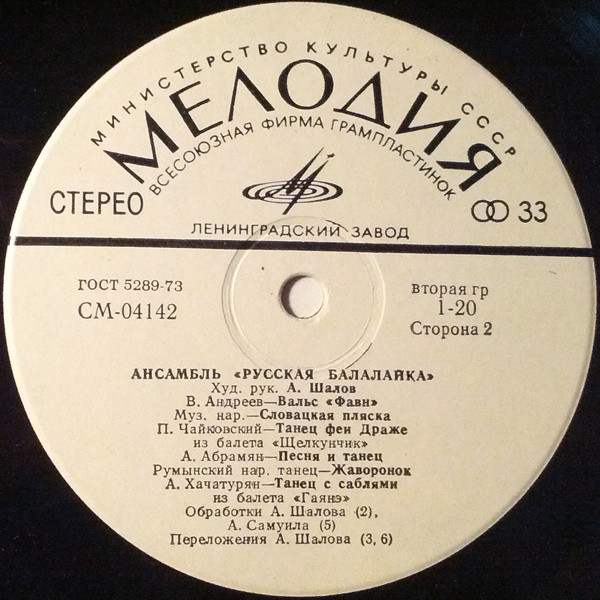 МИНИСТЕРСТВО КУЛЬТУРЫ СССР
МЕЛОДИЯ
ВСЕСОЮЗНАЯ ФИРМА ГРАМПЛАСТИНОК
СТЕРЕО
33
ЛЕНИНГРАДСКИЙ ЗАВОД
ГОСТ 5289-73
СМ-04142
вторая гр
1-20
Сторона 2
АНСАМБЛЬ «РУССКАЯ БАЛАЛАЙКА»
Худ. рук. А. Шалов
В. Андреев—Вальс «Фавн»
Муз. нар.—Словацкая пляска
П. Чайковский—Танец феи Драже
из балета «Щелкунчик»
А. Абрамян—Песня и танец
Румынский нар. танец—Жаворонок
А. Хачатурян—Танец с саблями
из балета «Гаянэ»
Обработки А. Шалова (2),
А. Самуила (5)
Переложения А. Шалова (3, 6)